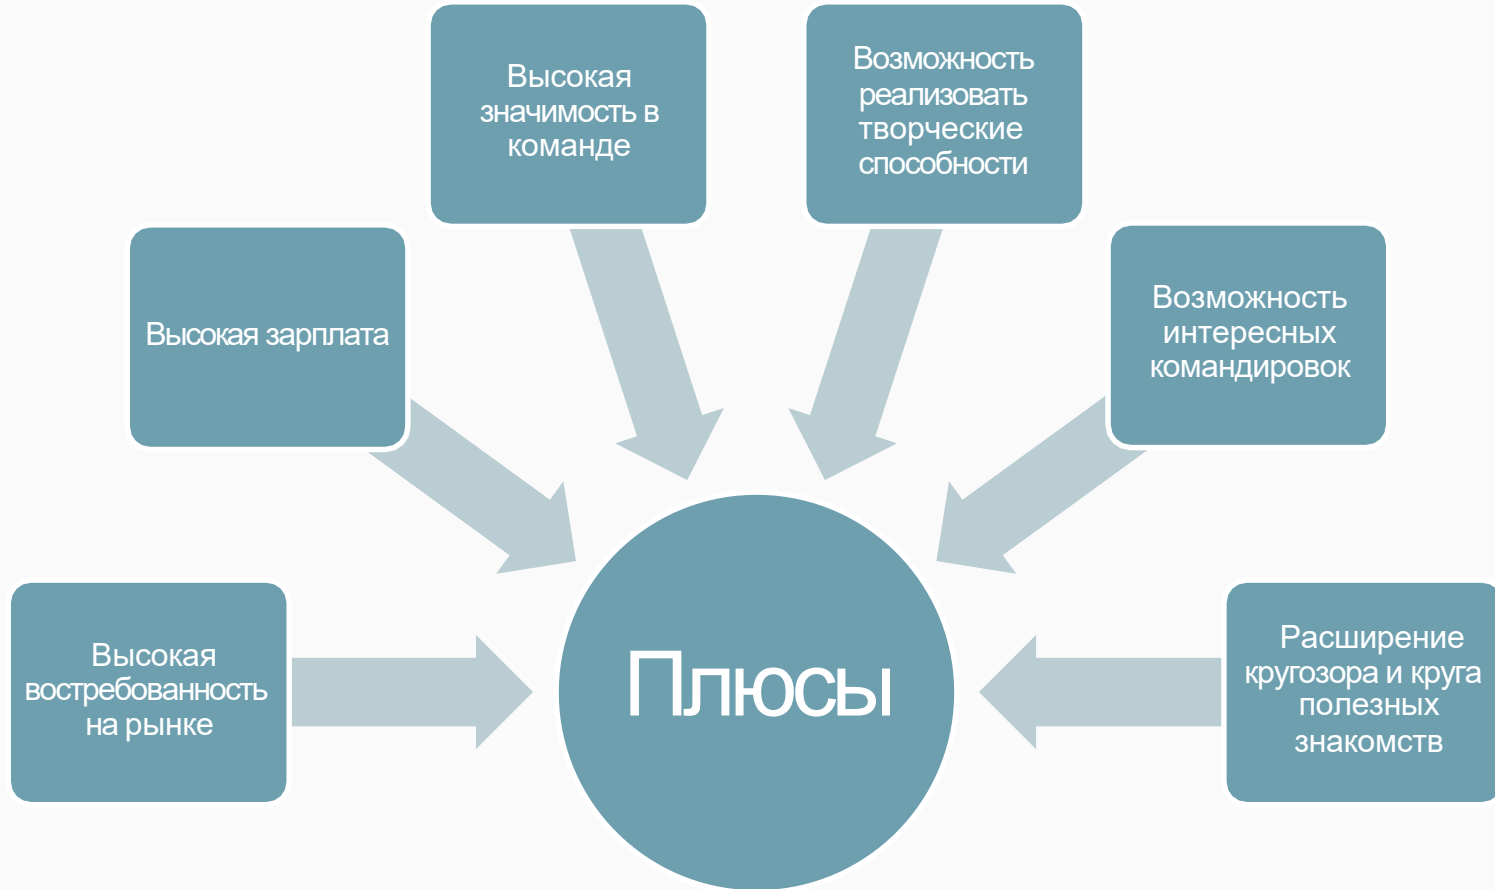 Высокая
значимость в
команде
Возможность
реализовать
творческие
способности
Высокая зарплата
Возможность
интересных
командировок
Высокая
востребованность
на рынке
Плюсы
Расширение
кругозора и круга
полезных
знакомств